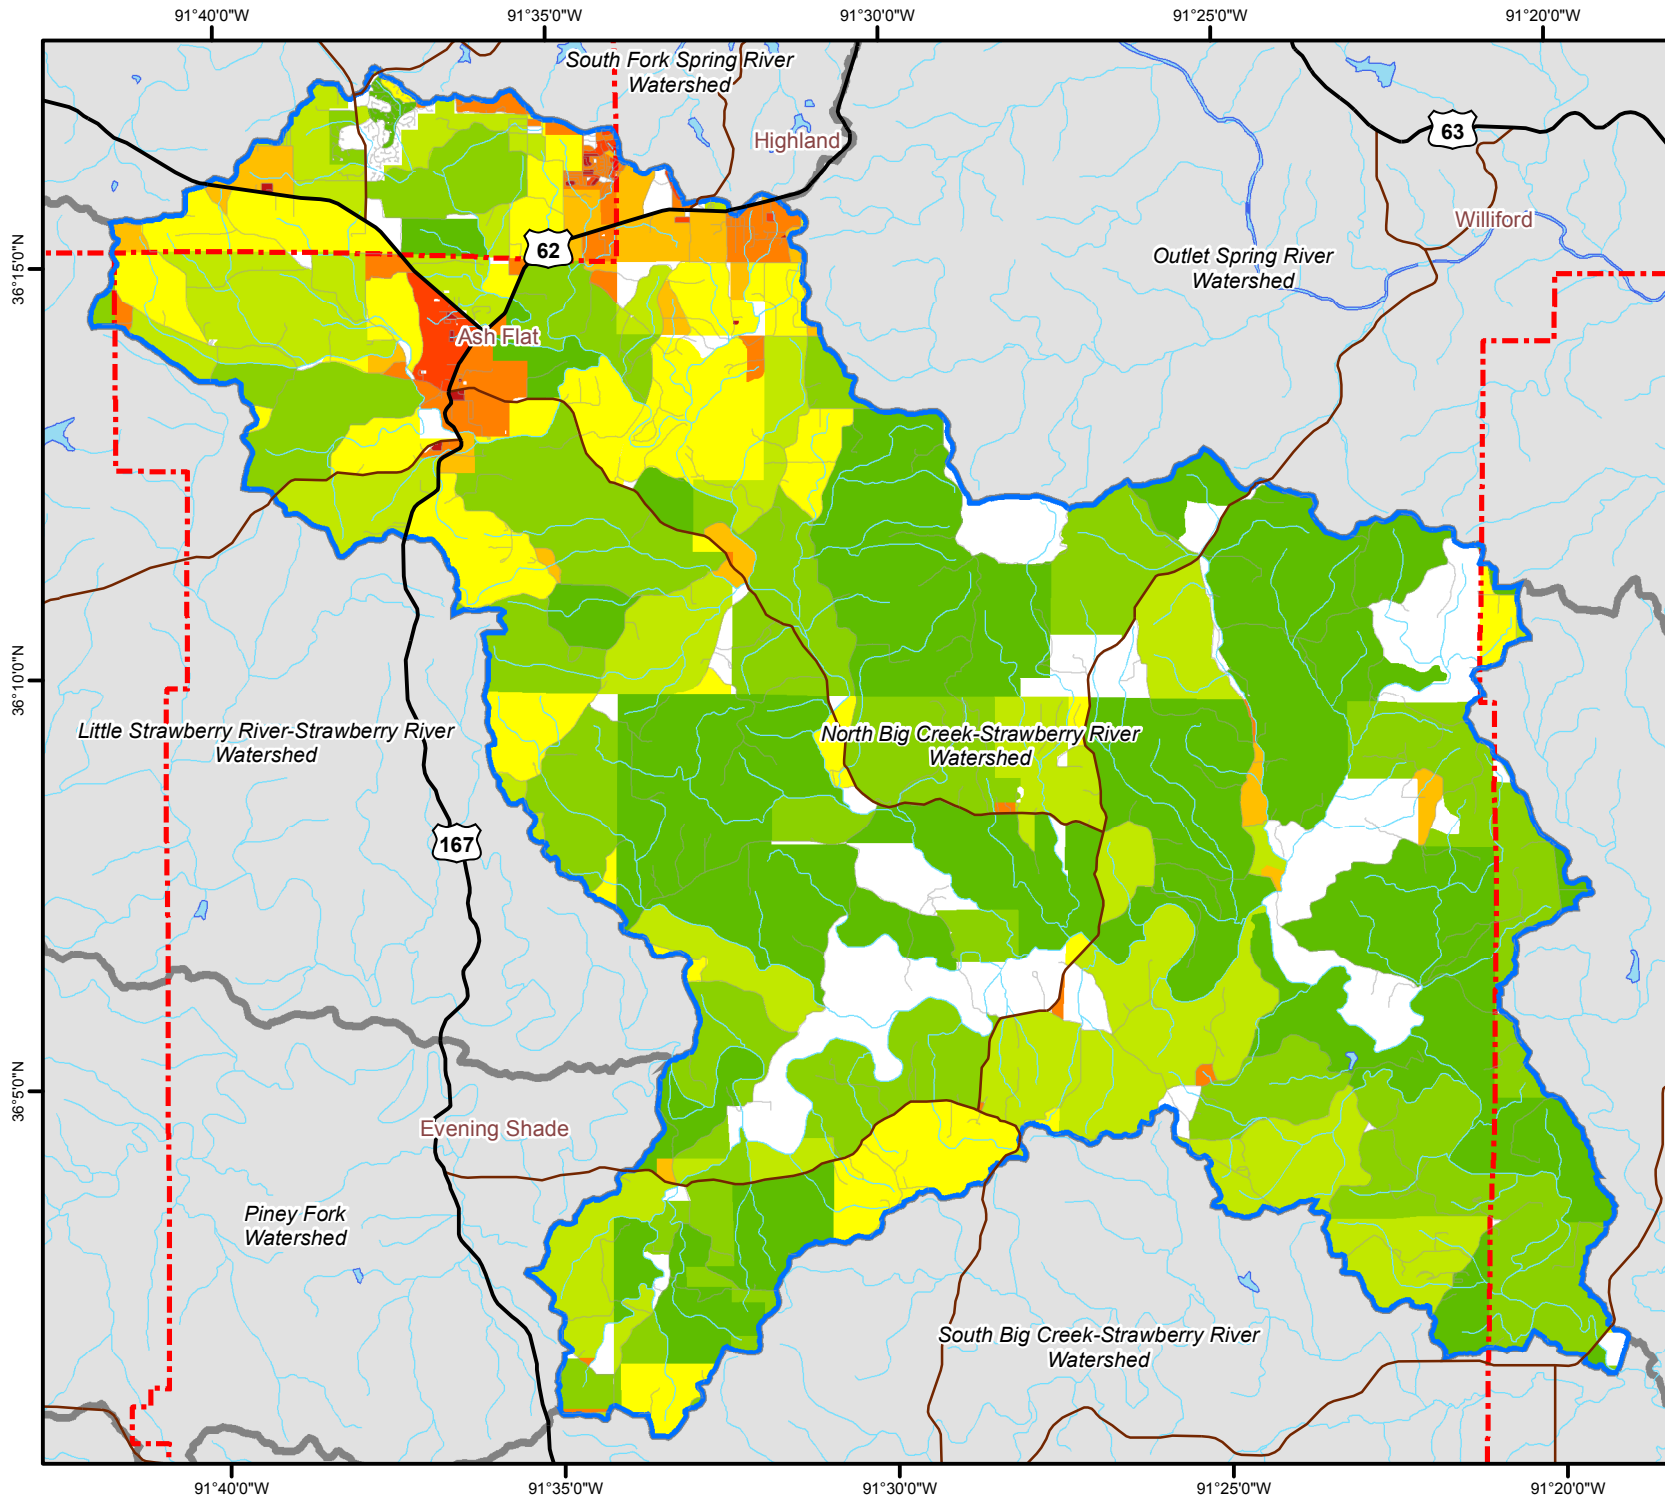 91°40'0"W
91°35'0"W
91°30'0"W
91°25'0"W
91°20'0"W
South Fork Spring River
Watershed
Highland
63
Williford
36°15'0"N
62
Outlet Spring River
Watershed
Ash Flat
36°10'0"N
Little Strawberry River-Strawberry River
Watershed
North Big Creek-Strawberry River
Watershed
167
36°5'0"N
Evening Shade
Piney Fork
Watershed
South Big Creek-Strawberry River
Watershed
91°40'0"W
91°35'0"W
91°30'0"W
91°25'0"W
91°20'0"W